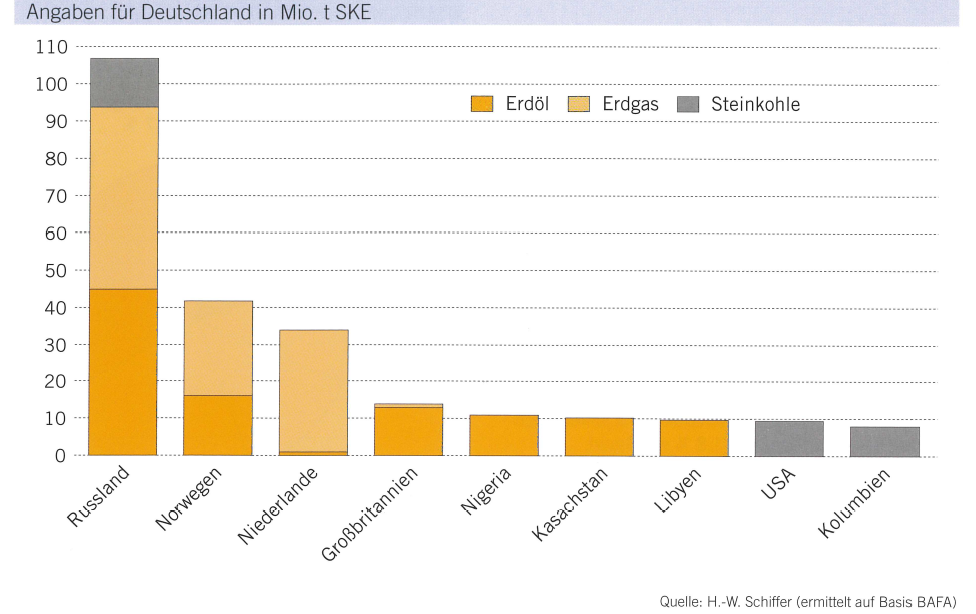 Angaben für Deutschland in Mio. t SKE
110
100
90
80
70
60
50
40
30
20
10
0
Erdöl Erdgas Steinkohle
Russland
Norwegen
Niederlande
Großbritannien
Nigeria
Kasachstan
Libyen
USA
Kolumbien
Quelle: H.-W. Schiffer (ermittelt auf Basis BAFA)